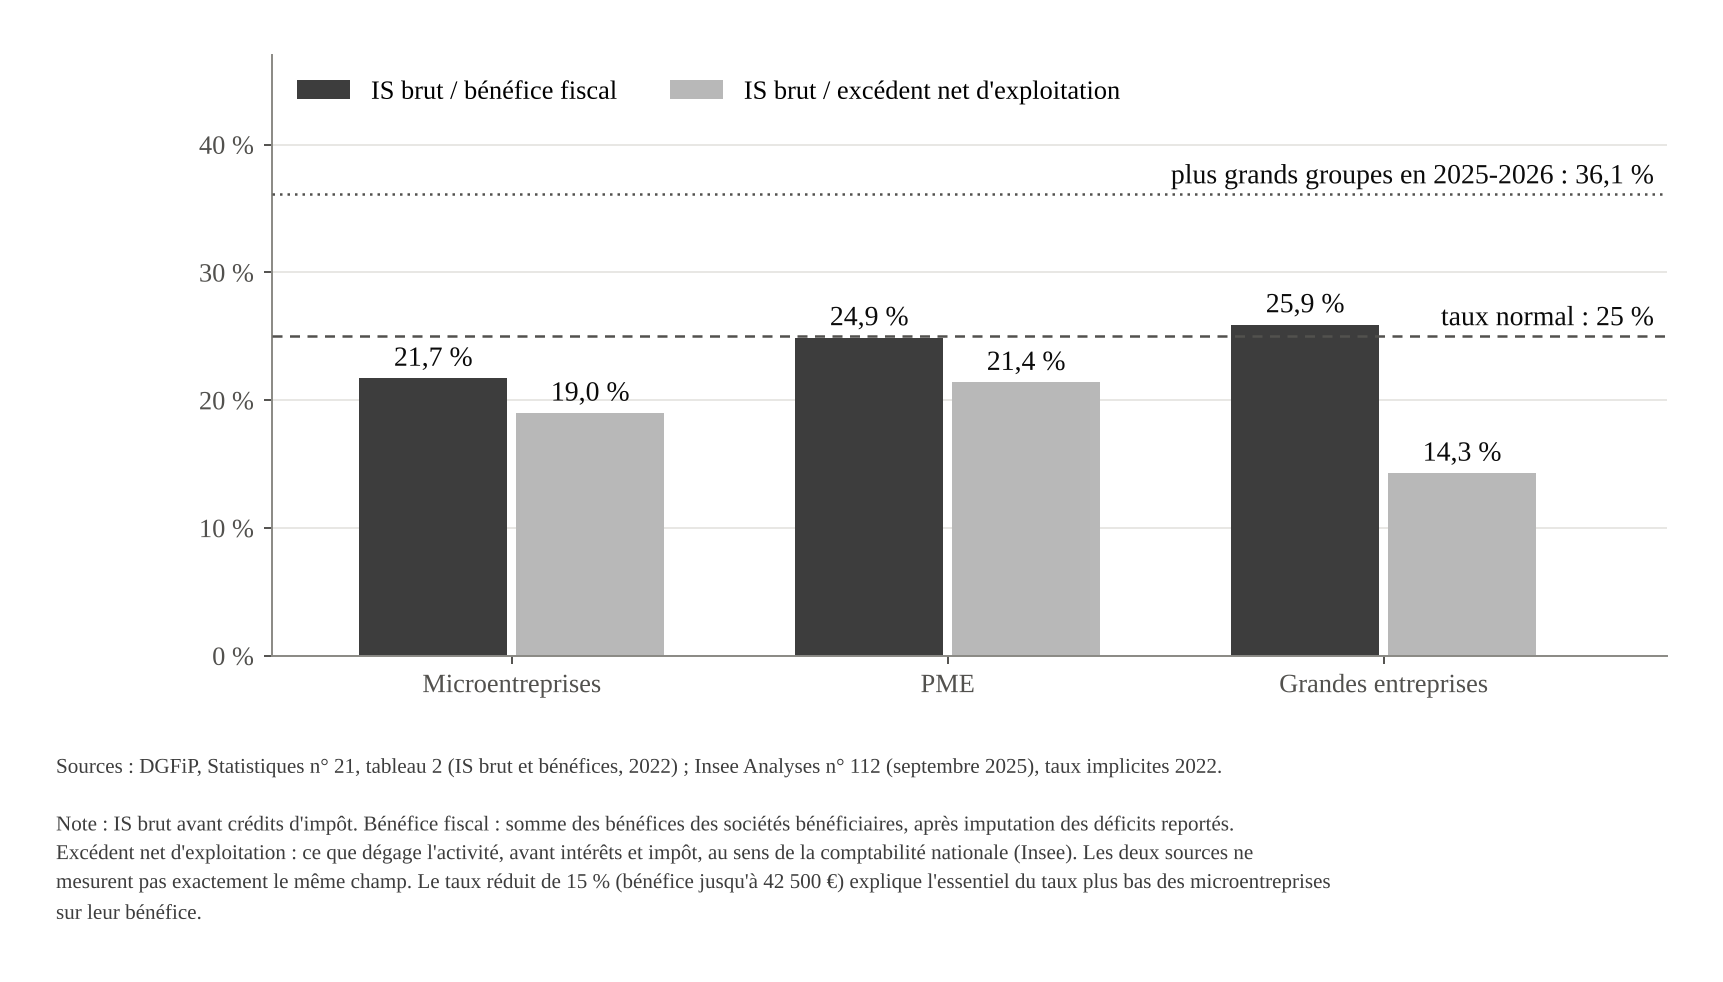 IS brut / bénéfice fiscal
IS brut / excédent net d'exploitation
40 %
plus grands groupes en 2025-2026 : 36,1 %
30 %
25,9 %
24,9 %
taux normal : 25 %
21,7 %
21,4 %
19,0 %
20 %
14,3 %
10 %
0 %
Microentreprises
PME
Grandes entreprises
Sources : DGFiP, Statistiques n° 21, tableau 2 (IS brut et bénéfices, 2022) ; Insee Analyses n° 112 (septembre 2025), taux implicites 2022.
Note : IS brut avant crédits d'impôt. Bénéfice fiscal : somme des bénéfices des sociétés bénéficiaires, après imputation des déficits reportés.
Excédent net d'exploitation : ce que dégage l'activité, avant intérêts et impôt, au sens de la comptabilité nationale (Insee). Les deux sources ne
mesurent pas exactement le même champ. Le taux réduit de 15 % (bénéfice jusqu'à 42 500 €) explique l'essentiel du taux plus bas des microentreprises
sur leur bénéfice.